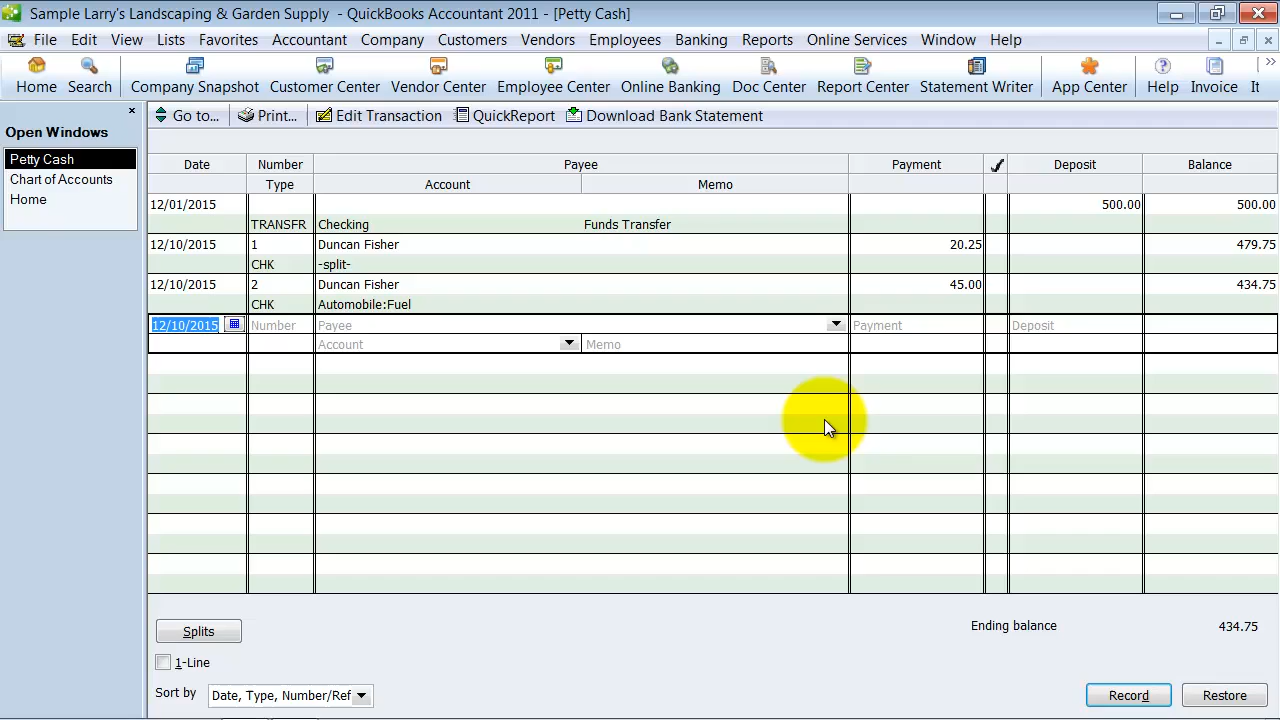 Sample Larry's Landscaping & Garden Supply - QuickBooks Accountant 2011 - [Petty Cash]
File Edit View Lists Favorites Accountant Company Customers Vendors Employees Banking Reports Online Services Window Help
Home Search Company Snapshot Customer Center Vendor Center Employee Center Online Banking Doc Center Report Center Statement Writer App Center Help Invoice It
Open Windows
Petty Cash
Chart of Accounts
Home
Go to... Print... Edit Transaction QuickReport Download Bank Statement
Date Number Payee Payment ✓ Deposit Balance
Type Account Memo
12/01/2015 500.00 500.00
TRANSFR Checking Funds Transfer
12/10/2015 1 Duncan Fisher 20.25 479.75
CHK -split-
12/10/2015 2 Duncan Fisher 45.00 434.75
CHK Automobile:Fuel
12/10/2015 Number Payee Payment Deposit
Account Memo
Splits Ending balance 434.75
1-Line
Sort by Date, Type, Number/Ref Record Restore